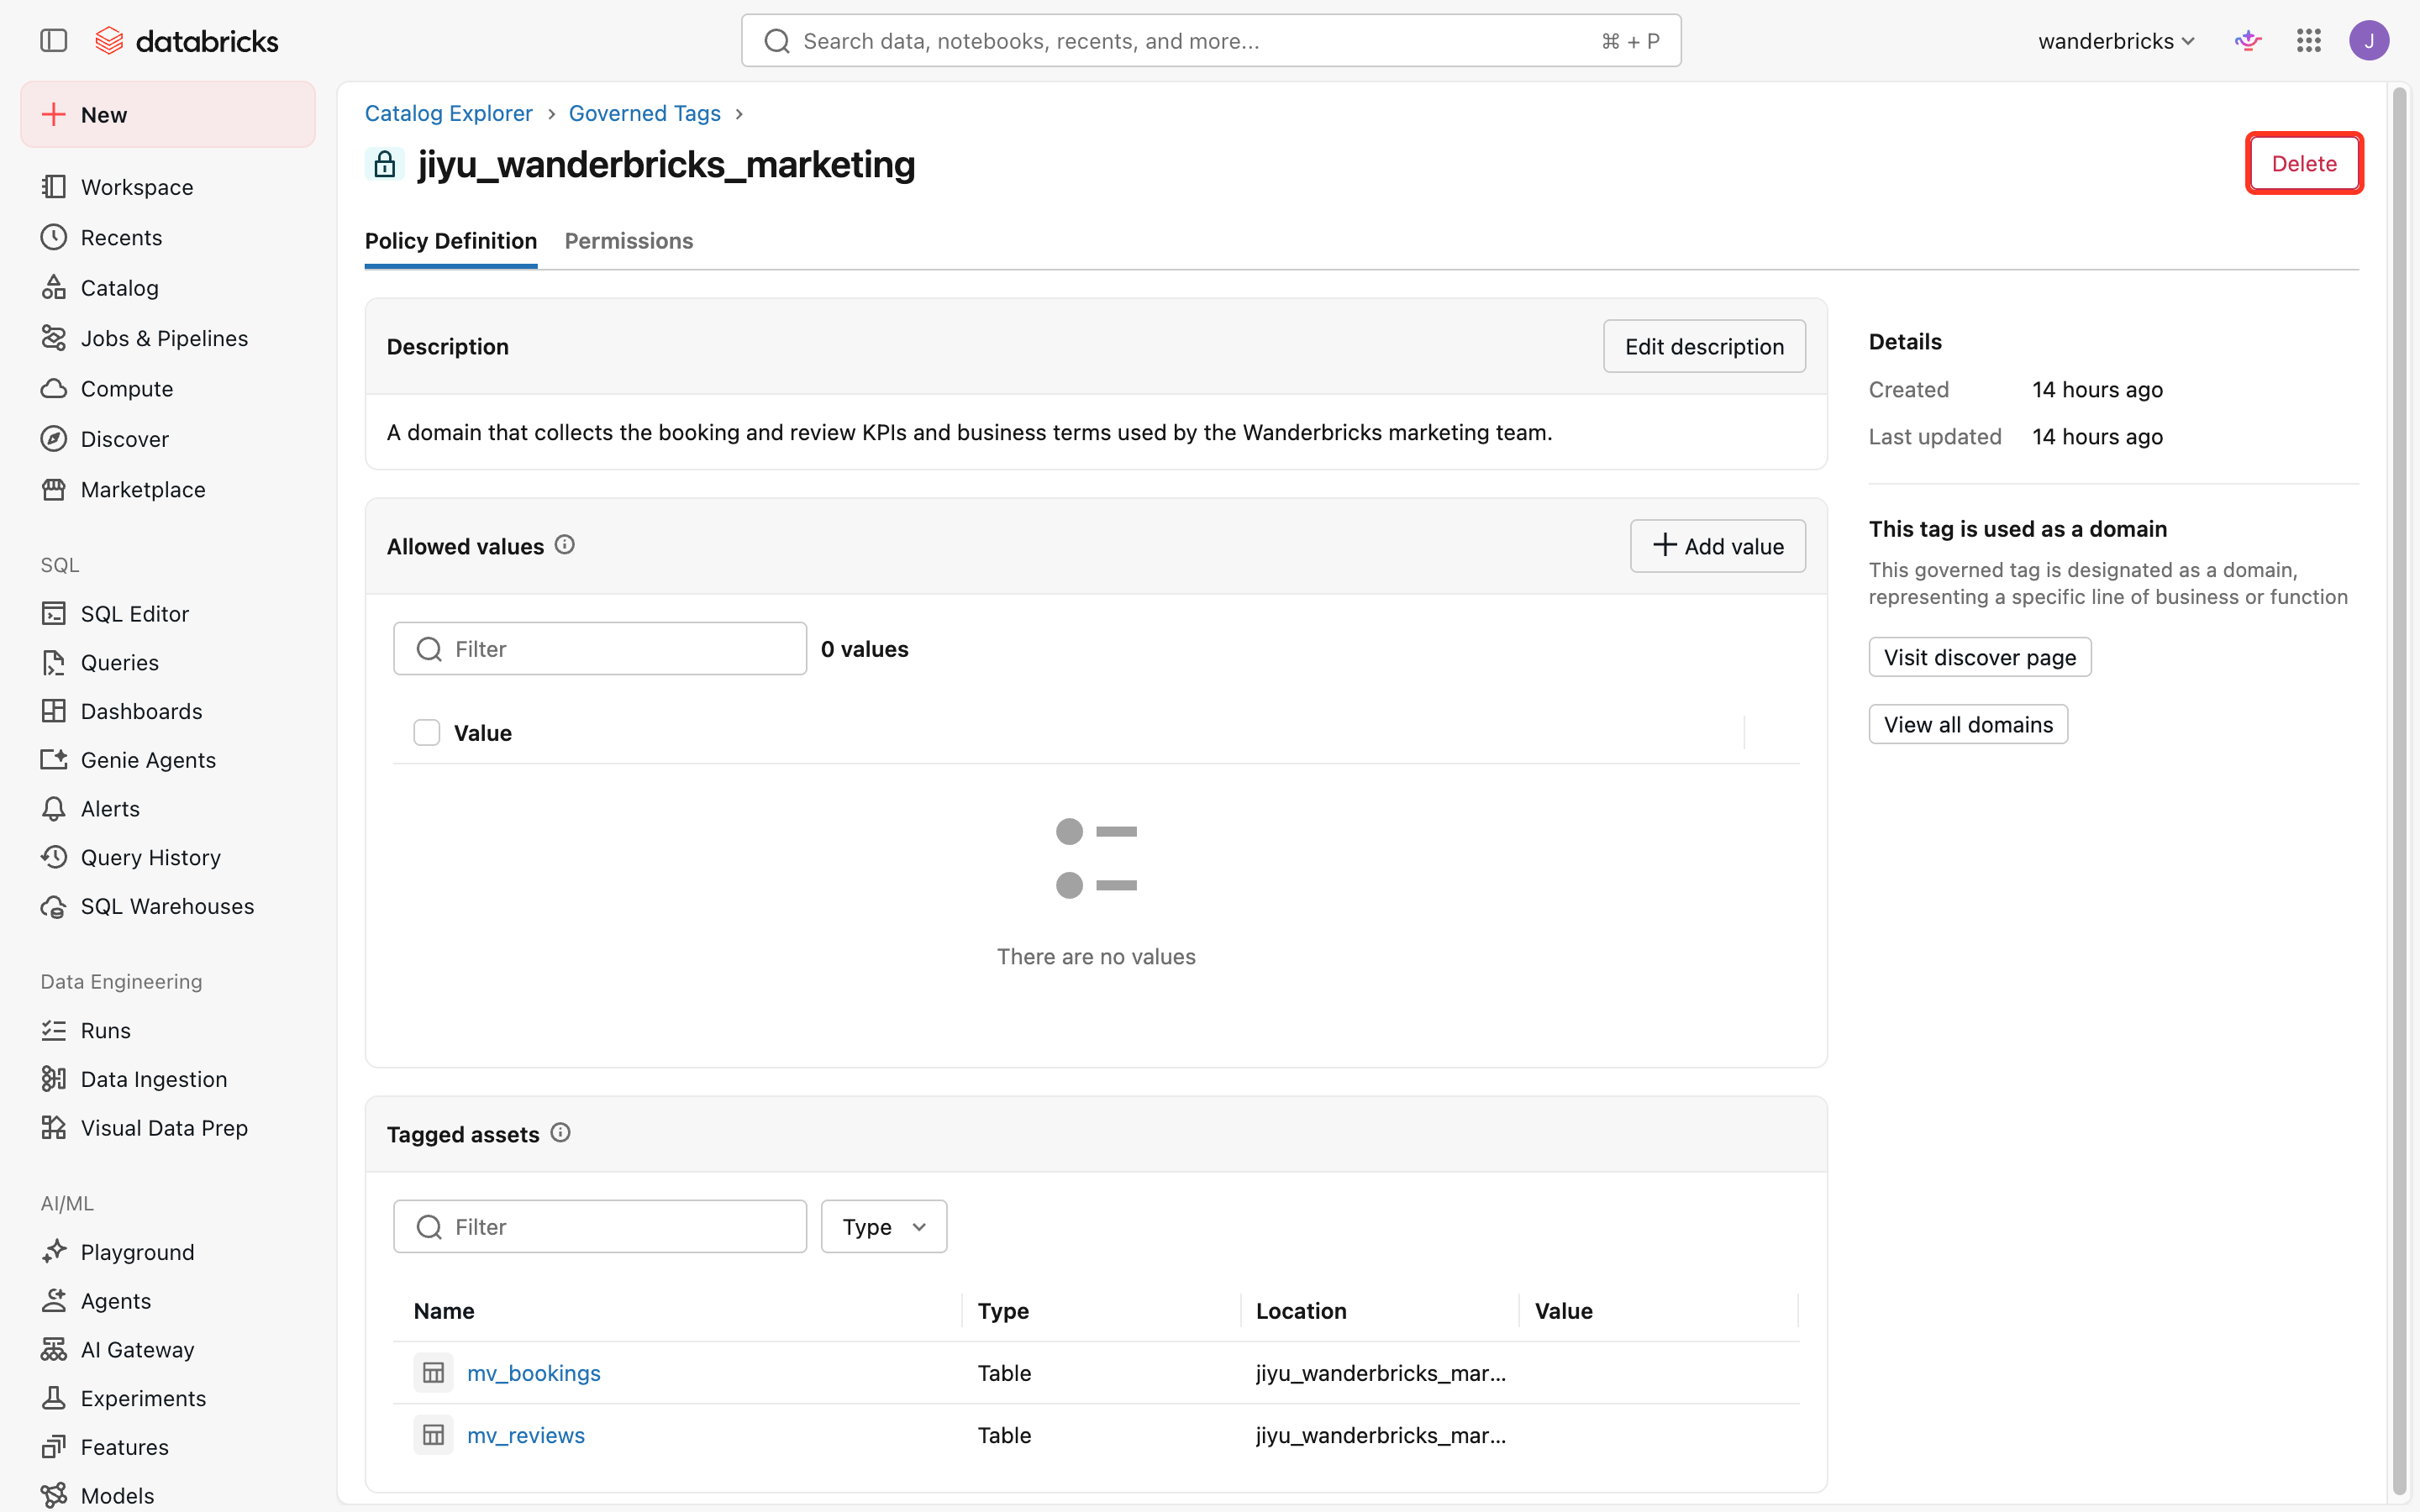 databricks
Search data, notebooks, recents, and more...
⌘ + P
wanderbricks
J
New
Workspace
Recents
Catalog
Jobs & Pipelines
Compute
Discover
Marketplace
SQL
SQL Editor
Queries
Dashboards
Genie Agents
Alerts
Query History
SQL Warehouses
Data Engineering
Runs
Data Ingestion
Visual Data Prep
AI/ML
Playground
Agents
AI Gateway
Experiments
Features
Models
Catalog Explorer › Governed Tags ›
jiyu_wanderbricks_marketing
Delete
Policy Definition Permissions
Description
Edit description
A domain that collects the booking and review KPIs and business terms used by the Wanderbricks marketing team.
Allowed values
Add value
Filter
0 values
Value
There are no values
Tagged assets
Filter
Type
Name Type Location Value
mv_bookings Table jiyu_wanderbricks_mar...
mv_reviews Table jiyu_wanderbricks_mar...
Details
Created 14 hours ago
Last updated 14 hours ago
This tag is used as a domain
This governed tag is designated as a domain,
representing a specific line of business or function
Visit discover page
View all domains